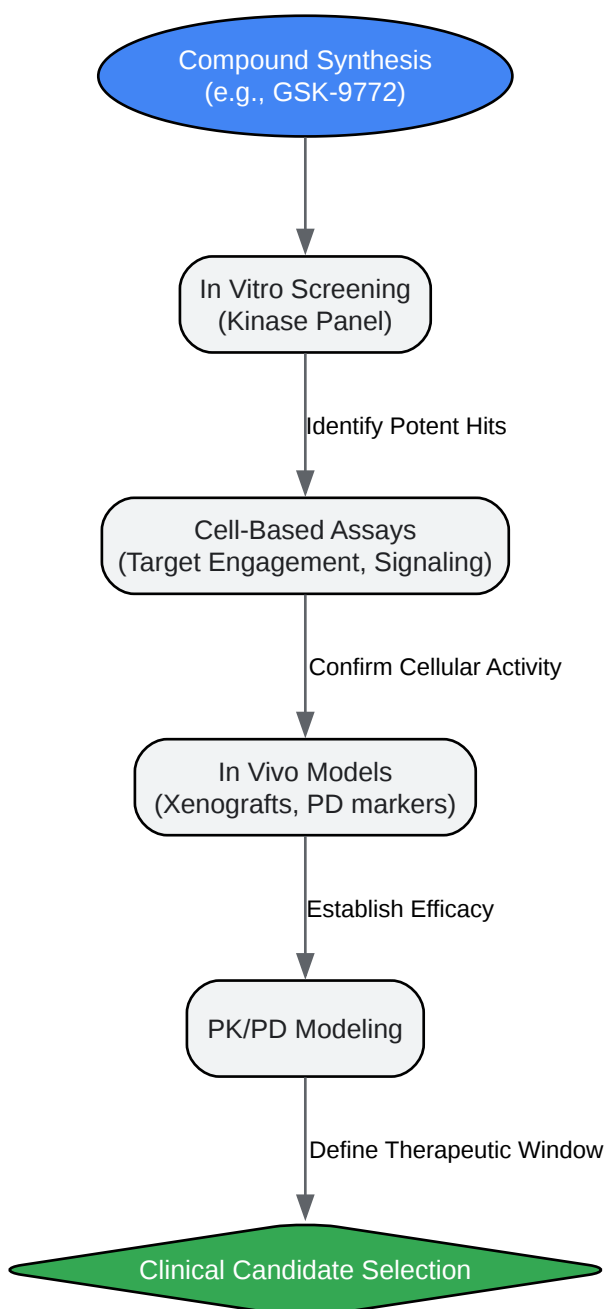 Compound Synthesis
(e.g., GSK-9772)
In Vitro Screening
(Kinase Panel)
Identify Potent Hits
Cell-Based Assays
(Target Engagement, Signaling)
Confirm Cellular Activity
In Vivo Models
(Xenografts, PD markers)
Establish Efficacy
PK/PD Modeling
Define Therapeutic Window
Clinical Candidate Selection